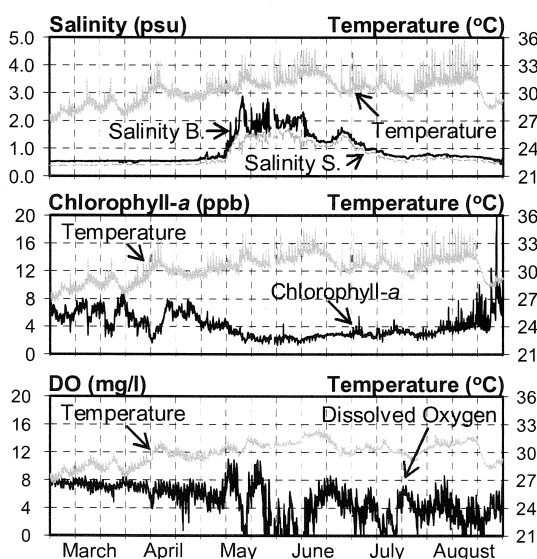 Salinity (psu) Temperature (°C)
5.0 36
4.0 33
3.0 30
2.0 27
1.0 24
0.0 21
Salinity B.
Temperature
Salinity S.
Chlorophyll-a (ppb) Temperature (°C)
20 36
16 33
12 30
8 27
4 24
0 21
Temperature
Chlorophyll-a
DO (mg/l) Temperature (°C)
20 36
16 33
12 30
8 27
4 24
0 21
Temperature Dissolved Oxygen
March April May June July August